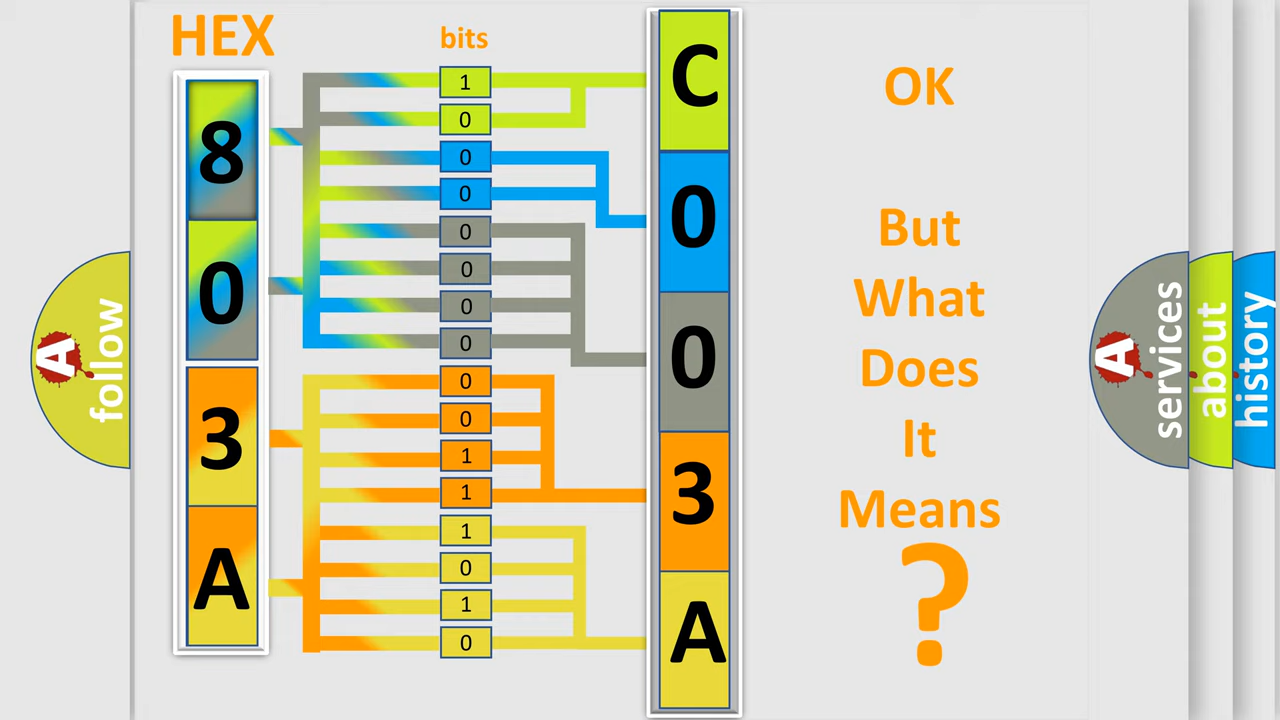 HEX
bits
8
0
3
A
1
0
0
0
0
0
0
0
0
0
1
1
1
0
1
0
C
0
0
3
A
OK
But
What
Does
It
Means
?
A
follow
A
services
about
history